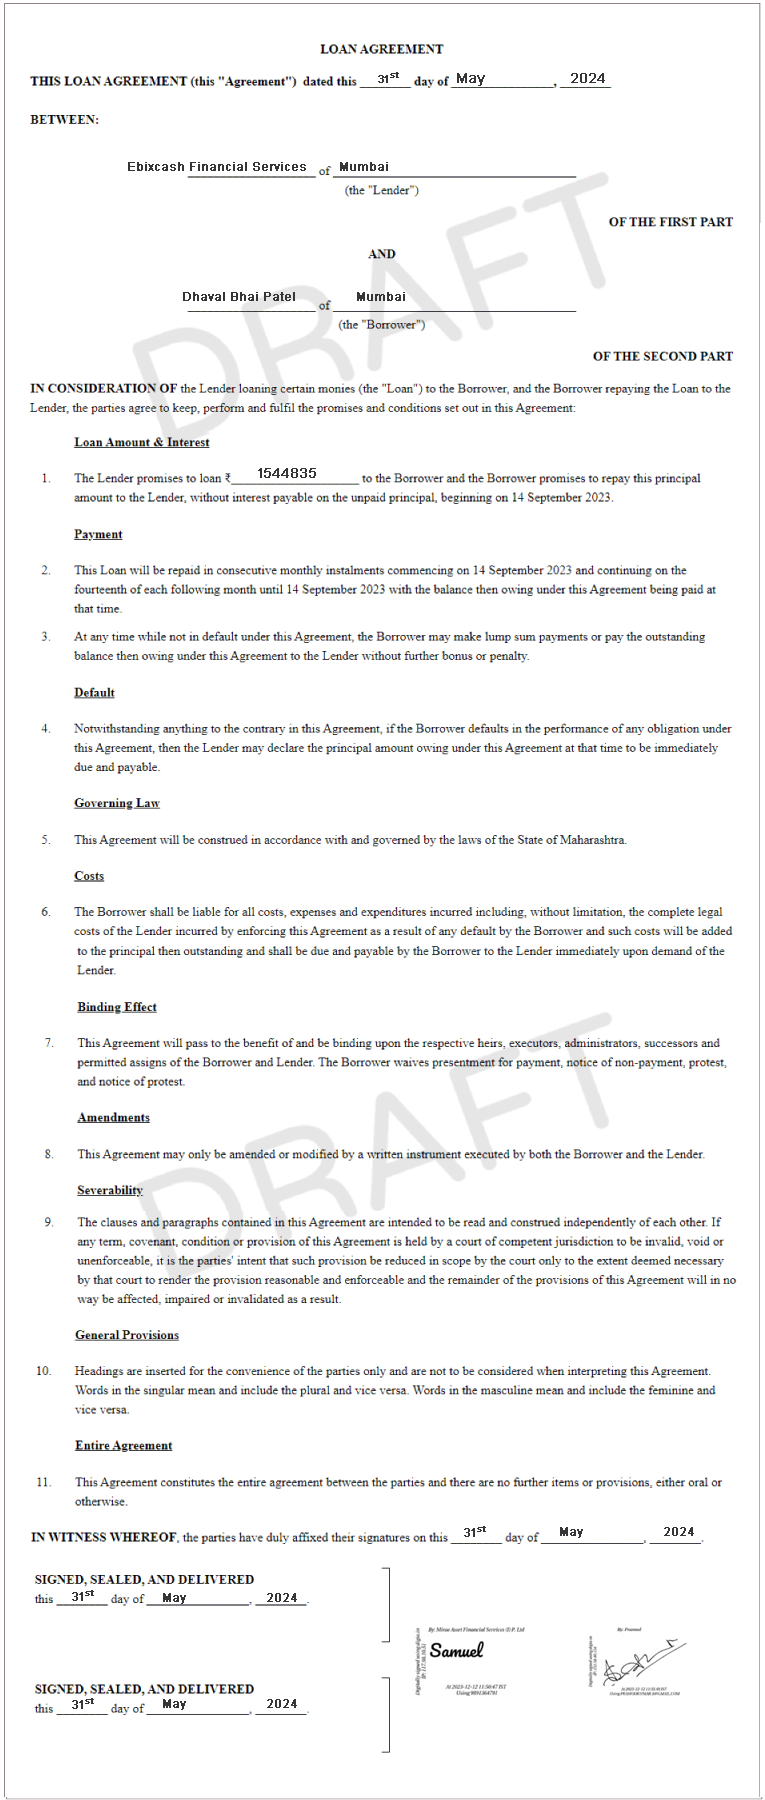 LOAN AGREEMENT
THIS LOAN AGREEMENT (this "Agreement") dated this 31st day of May, 2024
BETWEEN:
Ebixcash Financial Services of Mumbai
(the "Lender")
OF THE FIRST PART
AND
Dhaval Bhai Patel of Mumbai
(the "Borrower")
OF THE SECOND PART
DRAFT
IN CONSIDERATION OF the Lender loaning certain monies (the "Loan") to the Borrower, and the Borrower repaying the Loan to the
Lender, the parties agree to keep, perform and fulfil the promises and conditions set out in this Agreement:
Loan Amount & Interest
1. The Lender promises to loan ₹ 1544835 to the Borrower and the Borrower promises to repay this principal
amount to the Lender, without interest payable on the unpaid principal, beginning on 14 September 2023.
Payment
2. This Loan will be repaid in consecutive monthly instalments commencing on 14 September 2023 and continuing on the
fourteenth of each following month until 14 September 2023 with the balance then owing under this Agreement being paid at
that time.
3. At any time while not in default under this Agreement, the Borrower may make lump sum payments or pay the outstanding
balance then owing under this Agreement to the Lender without further bonus or penalty.
Default
4. Notwithstanding anything to the contrary in this Agreement, if the Borrower defaults in the performance of any obligation under
this Agreement, then the Lender may declare the principal amount owing under this Agreement at that time to be immediately
due and payable.
Governing Law
5. This Agreement will be construed in accordance with and governed by the laws of the State of Maharashtra.
Costs
6. The Borrower shall be liable for all costs, expenses and expenditures incurred including, without limitation, the complete legal
costs of the Lender incurred by enforcing this Agreement as a result of any default by the Borrower and such costs will be added
to the principal then outstanding and shall be due and payable by the Borrower to the Lender immediately upon demand of the
Lender.
Binding Effect
7. This Agreement will pass to the benefit of and be binding upon the respective heirs, executors, administrators, successors and
permitted assigns of the Borrower and Lender. The Borrower waives presentment for payment, notice of non-payment, protest,
and notice of protest.
Amendments
8. This Agreement may only be amended or modified by a written instrument executed by both the Borrower and the Lender.
DRAFT
Severability
9. The clauses and paragraphs contained in this Agreement are intended to be read and construed independently of each other. If
any term, covenant, condition or provision of this Agreement is held by a court of competent jurisdiction to be invalid, void or
unenforceable, it is the parties' intent that such provision be reduced in scope by the court only to the extent deemed necessary
by that court to render the provision reasonable and enforceable and the remainder of the provisions of this Agreement will in no
way be affected, impaired or invalidated as a result.
General Provisions
10. Headings are inserted for the convenience of the parties only and are not to be considered when interpreting this Agreement.
Words in the singular mean and include the plural and vice versa. Words in the masculine mean and include the feminine and
vice versa.
Entire Agreement
11. This Agreement constitutes the entire agreement between the parties and there are no further items or provisions, either oral or
otherwise.
IN WITNESS WHEREOF, the parties have duly affixed their signatures on this 31st day of May, 2024.
SIGNED, SEALED, AND DELIVERED
this 31st day of May, 2024.
By: Mirae Asset Financial Services (I) P. Ltd
Digitally signed using
Samuel
At 2023-12-12 11:50:47 IST
SIGNED, SEALED, AND DELIVERED
this 31st day of May, 2024.